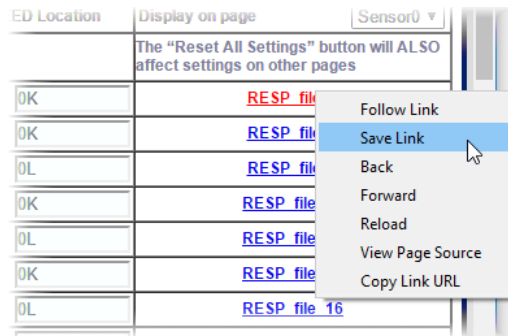 ED Location Display on page Sensor0
The “Reset All Settings” button will ALSO
affect settings on other pages
0K RESP_file
Follow Link
0K RESP_file
Save Link
0L RESP_file
Back
Forward
0K RESP_file
Reload
0L RESP_file
View Page Source
0K RESP_file
Copy Link URL
0L RESP_file_16